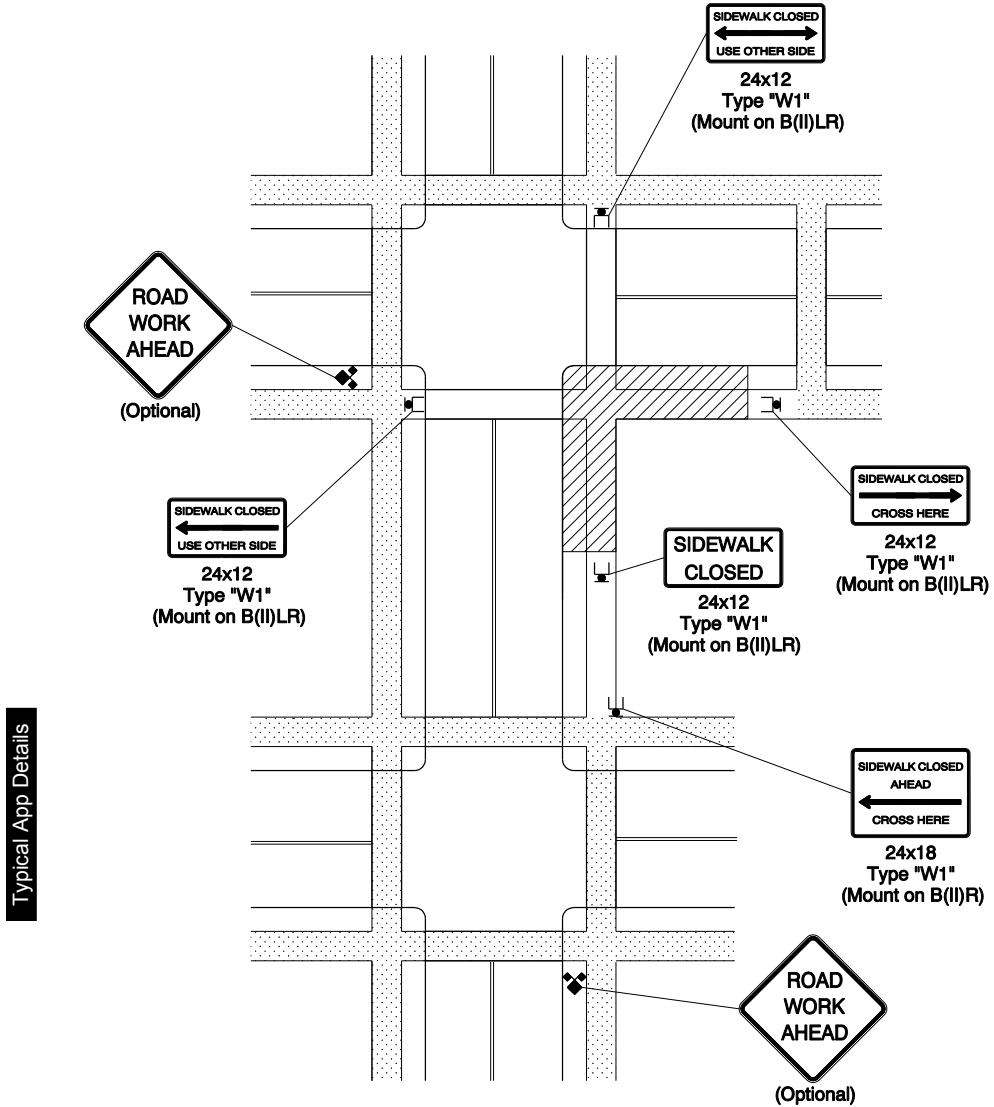 SIDEWALK CLOSED
USE OTHER SIDE
24x12
Type "W1"
(Mount on B(II)LR)
ROAD
WORK
AHEAD
(Optional)
SIDEWALK CLOSED
CROSS HERE
24x12
Type "W1"
(Mount on B(II)LR)
SIDEWALK CLOSED
USE OTHER SIDE
24x12
Type "W1"
(Mount on B(II)LR)
SIDEWALK
CLOSED
24x12
Type "W1"
(Mount on B(II)LR)
Typical App Details
SIDEWALK CLOSED
AHEAD
CROSS HERE
24x18
Type "W1"
(Mount on B(II)R)
ROAD
WORK
AHEAD
(Optional)